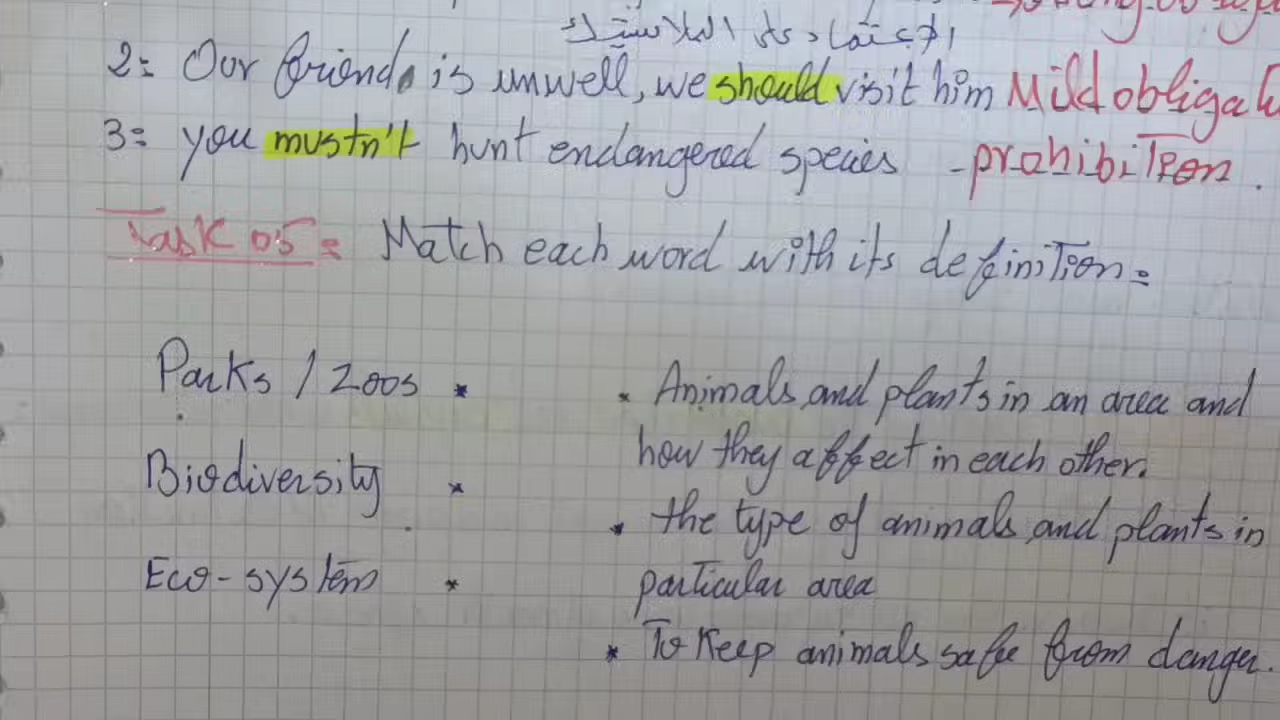 الإعتماد على البلاستيك
2: Our friend is unwell, we should visit him Mild obligat
3: you mustn't hunt endangered species - prohibition.
Task 05: Match each word with its definition:
Parks / Zoos * * Animals and plants in an area and
how they affect in each other.
Biodiversity * * the type of animals and plants in
particular area
Eco-system *
* To Keep animals safe from danger.